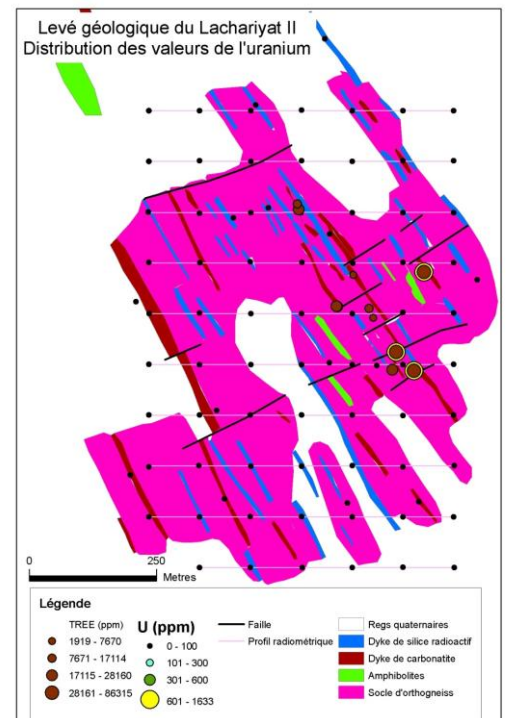 Levé géologique du Lachariyat II
Distribution des valeurs de l'uranium
0
250
Metres
Légende
TREE (ppm)
1919 - 7670
7671 - 17114
17115 - 28160
28161 - 86315
U (ppm)
0 - 100
101 - 300
301 - 600
601 - 1633
Faille
Profil radiométrique
Regs quaternaires
Dyke de silice radioactif
Dyke de carbonatite
Amphibolites
Socle d'orthogneiss